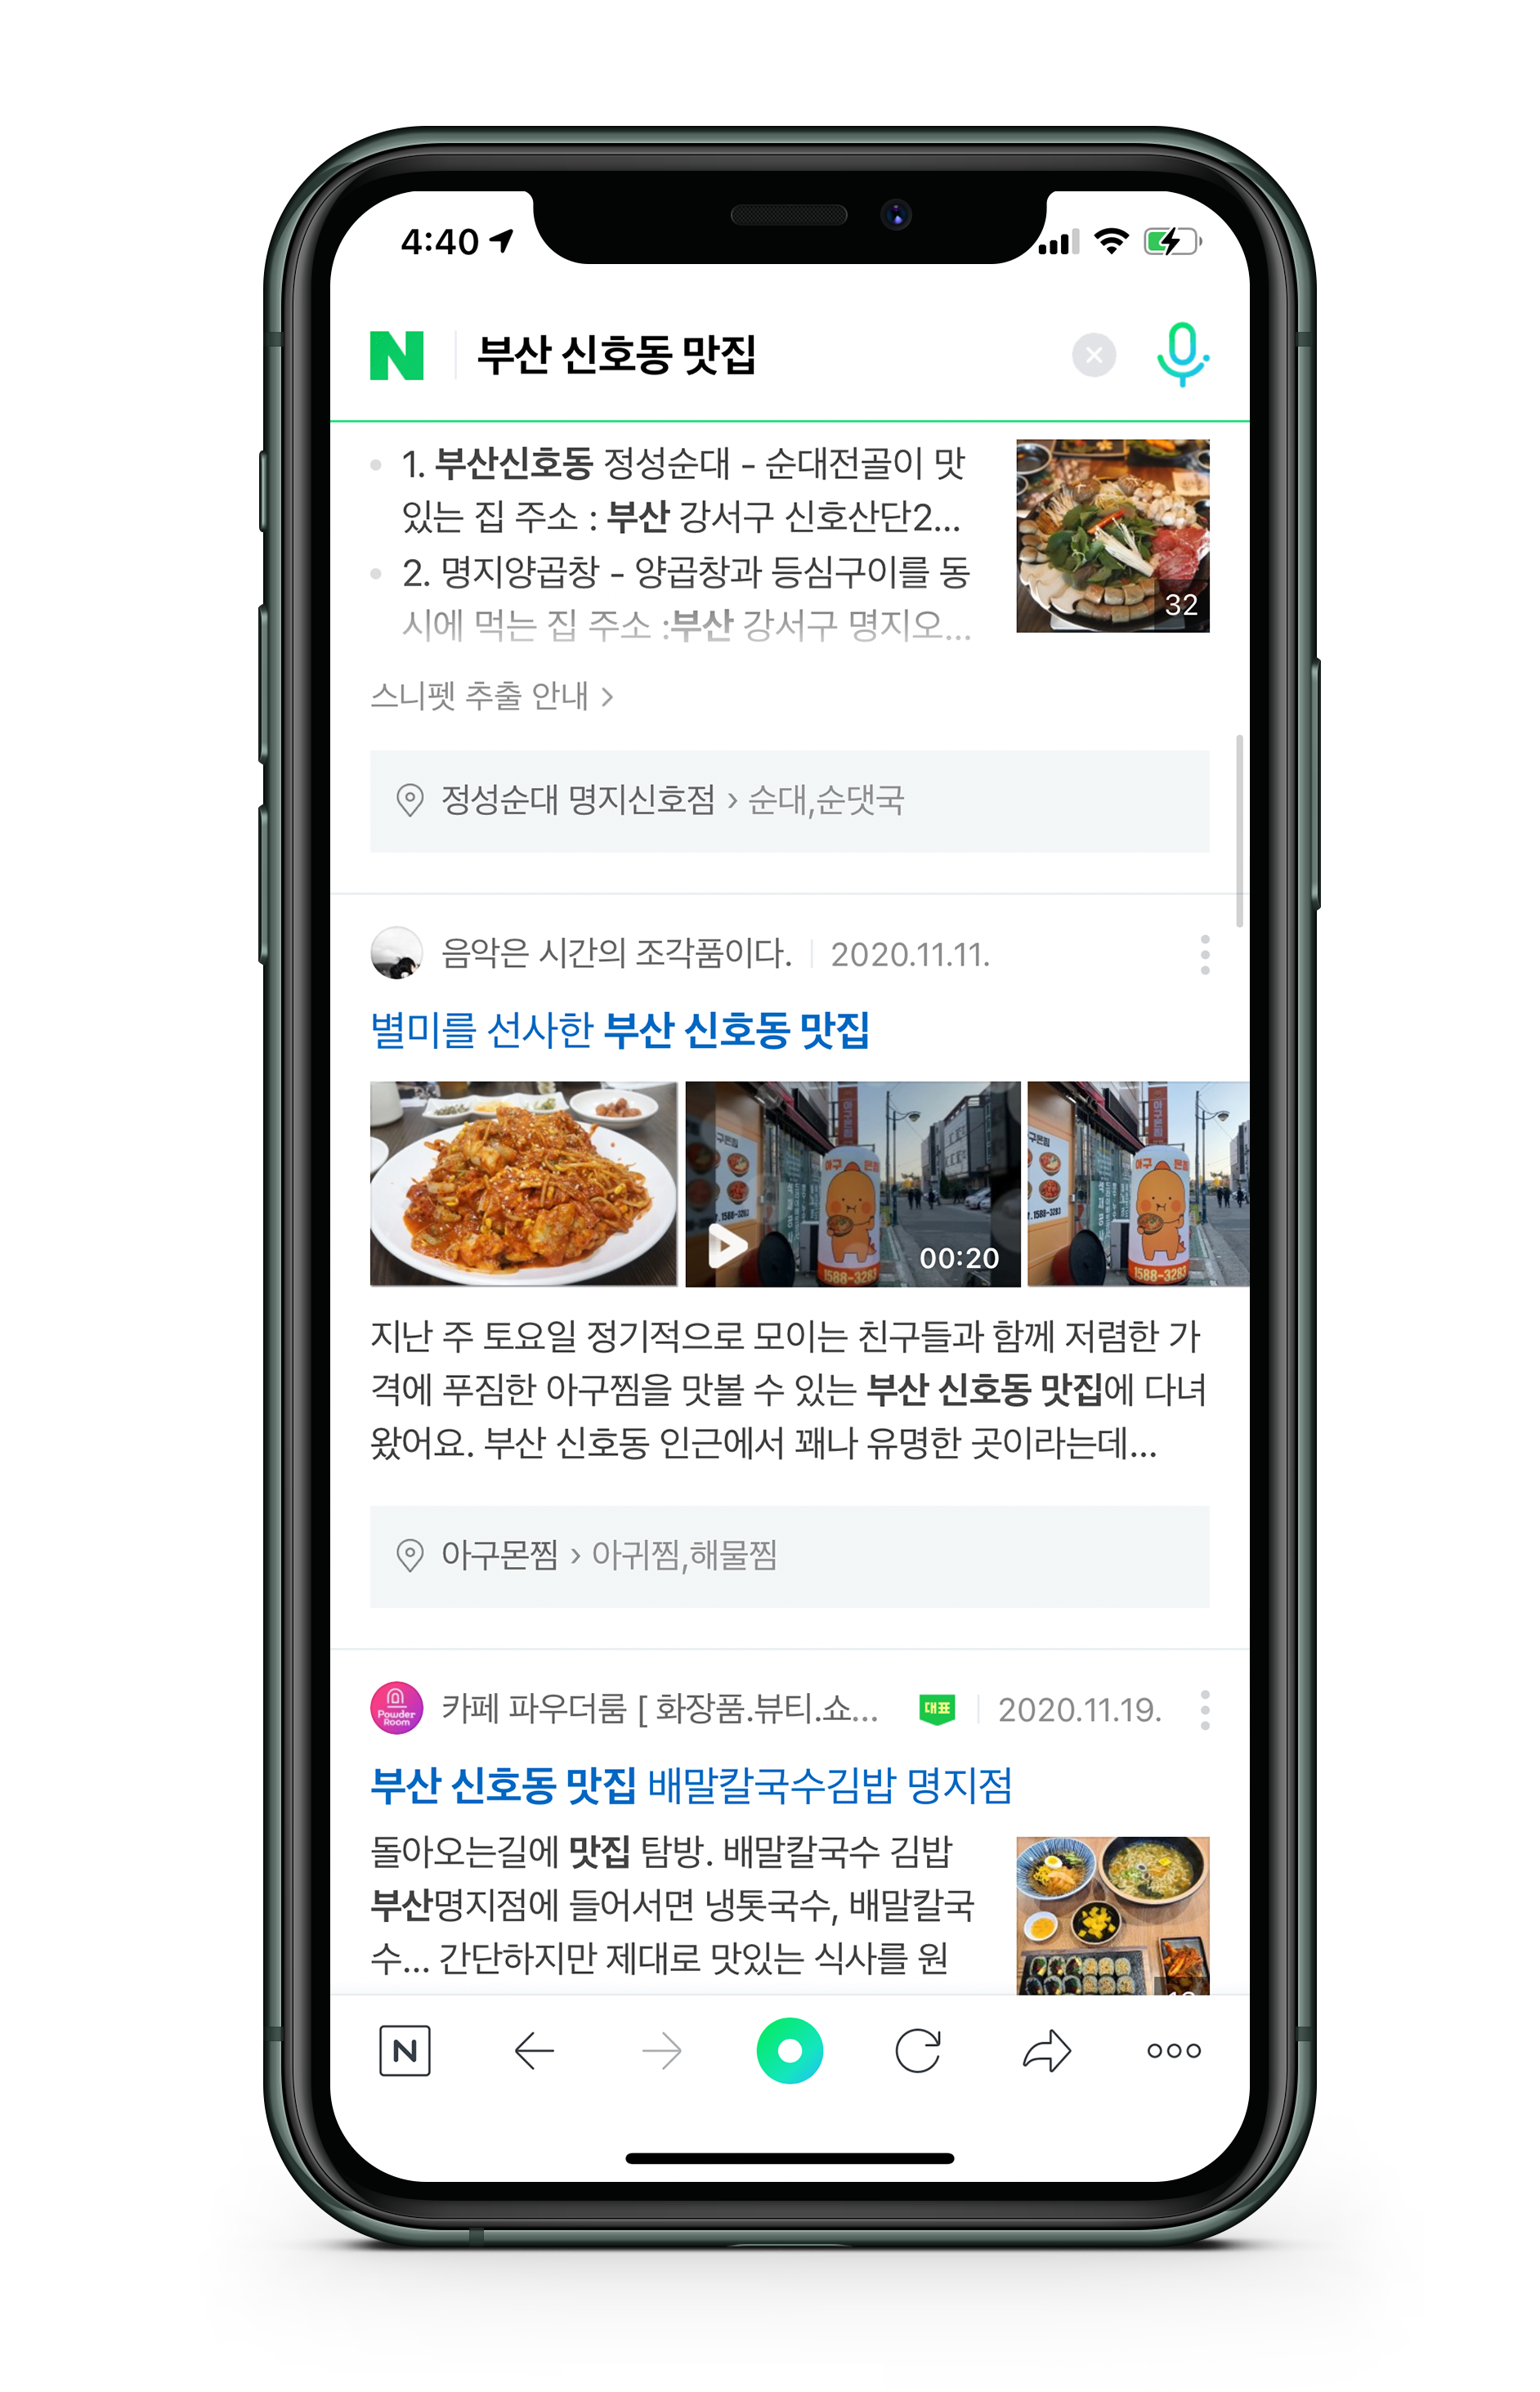 4:40
N
부산 신호동 맛집
1. 부산신호동 정성순대 - 순대전골이 맛
있는 집 주소 : 부산 강서구 신호산단2...
2. 명지양곱창 - 양곱창과 등심구이를 동
시에 먹는 집 주소 :부산 강서구 명지오...
32
스니펫 추출 안내 >
정성순대 명지신호점 › 순대,순댓국
음악은 시간의 조각품이다. 2020.11.11.
별미를 선사한 부산 신호동 맛집
아구 몬찜
1588-3283
00:20
아구 몬찜
1588-3283
지난 주 토요일 정기적으로 모이는 친구들과 함께 저렴한 가
격에 푸짐한 아구찜을 맛볼 수 있는 부산 신호동 맛집에 다녀
왔어요. 부산 신호동 인근에서 꽤나 유명한 곳이라는데...
아구몬찜 › 아귀찜,해물찜
Powder
Room
카페 파우더룸 [ 화장품.뷰티.쇼... 대표 2020.11.19.
부산 신호동 맛집 배말칼국수김밥 명지점
돌아오는길에 맛집 탐방. 배말칼국수 김밥
부산명지점에 들어서면 냉톳국수, 배말칼국
수... 간단하지만 제대로 맛있는 식사를 원
N